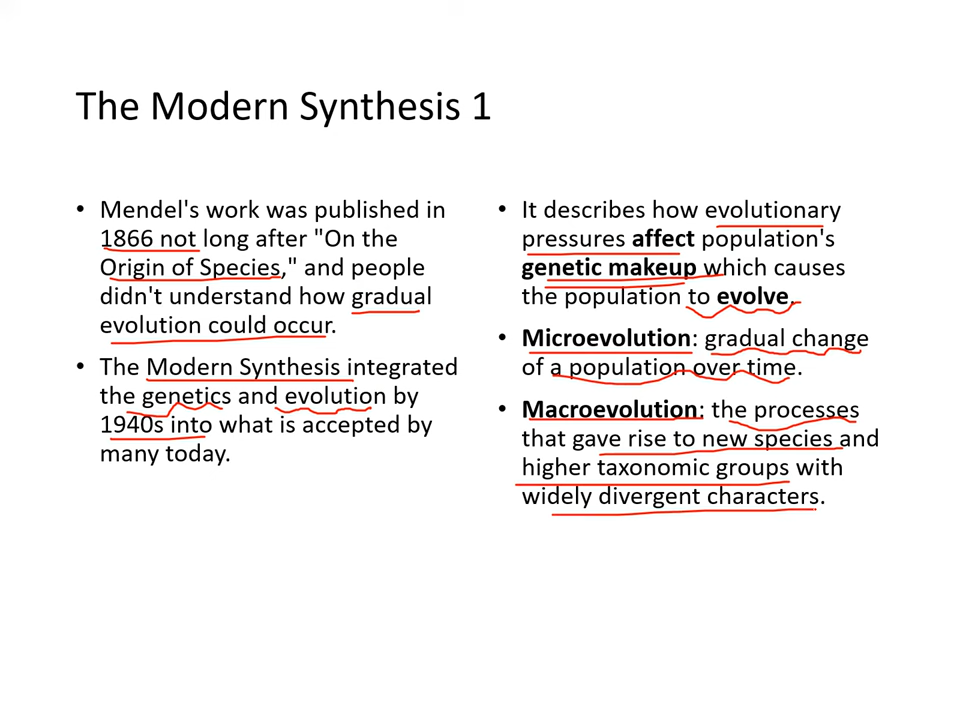 The Modern Synthesis 1
• Mendel's work was published in
1866 not long after "On the
Origin of Species," and people
didn't understand how gradual
evolution could occur.
• The Modern Synthesis integrated
the genetics and evolution by
1940s into what is accepted by
many today.
• It describes how evolutionary
pressures affect population's
genetic makeup which causes
the population to evolve.
• Microevolution: gradual change
of a population over time.
• Macroevolution: the processes
that gave rise to new species and
higher taxonomic groups with
widely divergent characters.